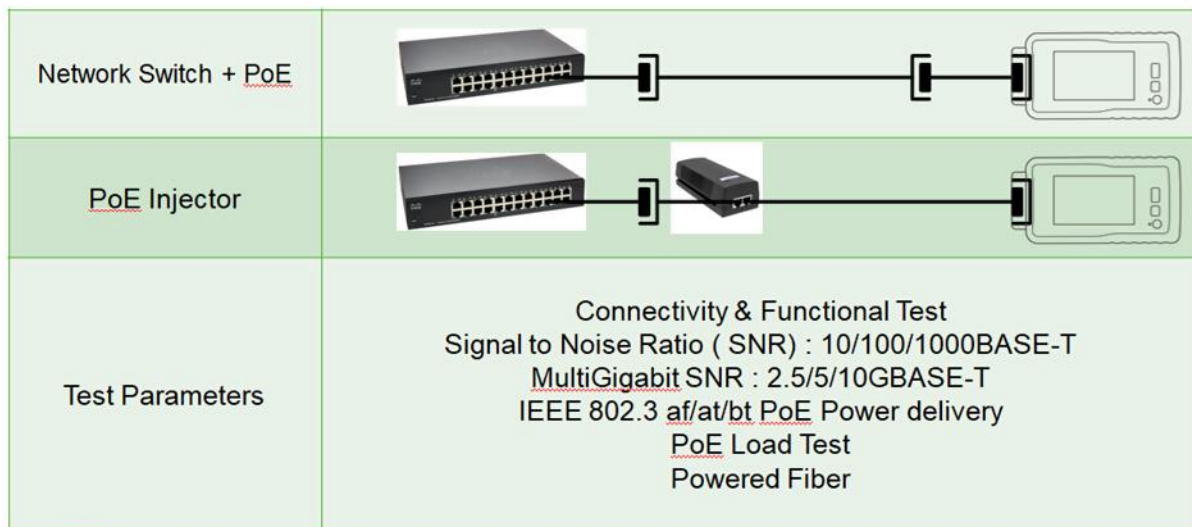 Network Switch + PoE
PoE Injector
Test Parameters
Connectivity & Functional Test
Signal to Noise Ratio ( SNR) : 10/100/1000BASE-T
MultiGigabit SNR : 2.5/5/10GBASE-T
IEEE 802.3 af/at/bt PoE Power delivery
PoE Load Test
Powered Fiber